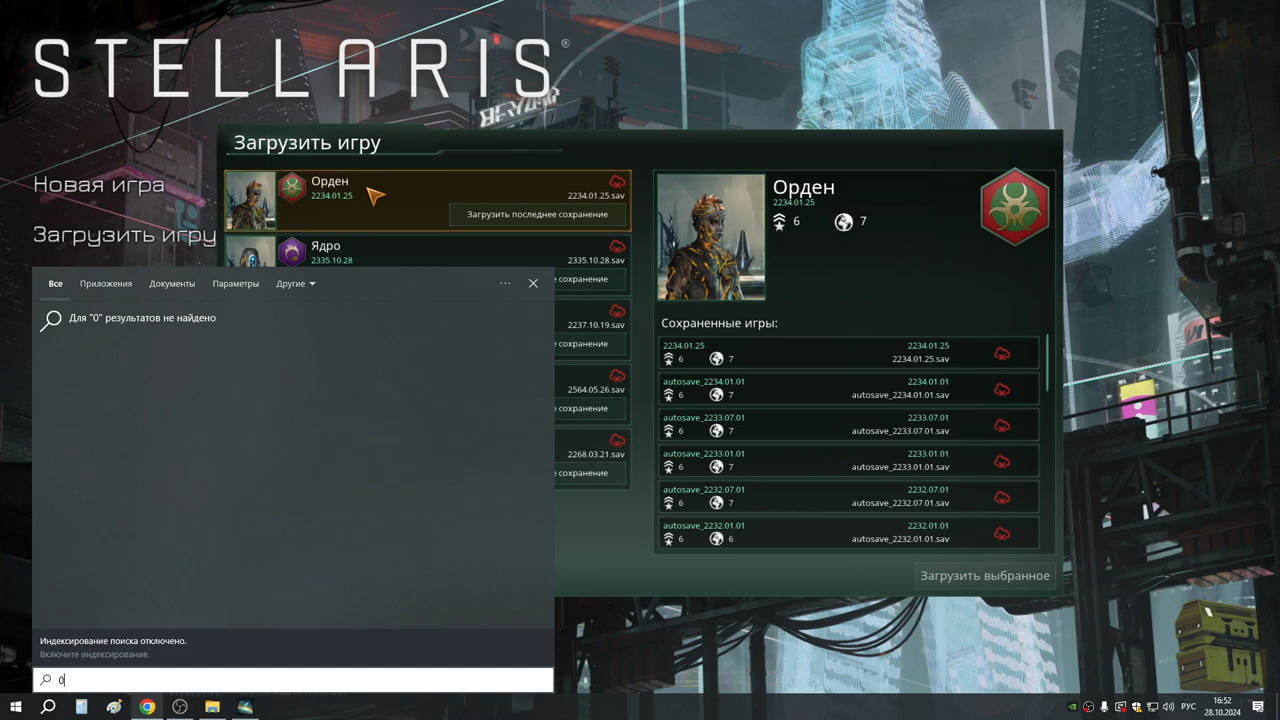 STELLARIS®
BEYOND
Загрузить игру
Новая игра
Загрузить игру
Орден
2234.01.25
2234.01.25.sav
Загрузить последнее сохранение
Ядро
2335.10.28
2335.10.28.sav
е сохранение
2237.10.19.sav
е сохранение
2564.05.26.sav
е сохранение
2268.03.21.sav
е сохранение
Орден
2234.01.25
6 7
Сохраненные игры:
2234.01.25 2234.01.25
6 7 2234.01.25.sav
autosave_2234.01.01 2234.01.01
6 7 autosave_2234.01.01.sav
autosave_2233.07.01 2233.07.01
6 7 autosave_2233.07.01.sav
autosave_2233.01.01 2233.01.01
6 7 autosave_2233.01.01.sav
autosave_2232.07.01 2232.07.01
6 7 autosave_2232.07.01.sav
autosave_2232.01.01 2232.01.01
6 6 autosave_2232.01.01.sav
Загрузить выбранное
Все Приложения Документы Параметры Другие
Для "0" результатов не найдено
Индексирование поиска отключено.
Включите индексирование.
0
РУС
16:52
28.10.2024